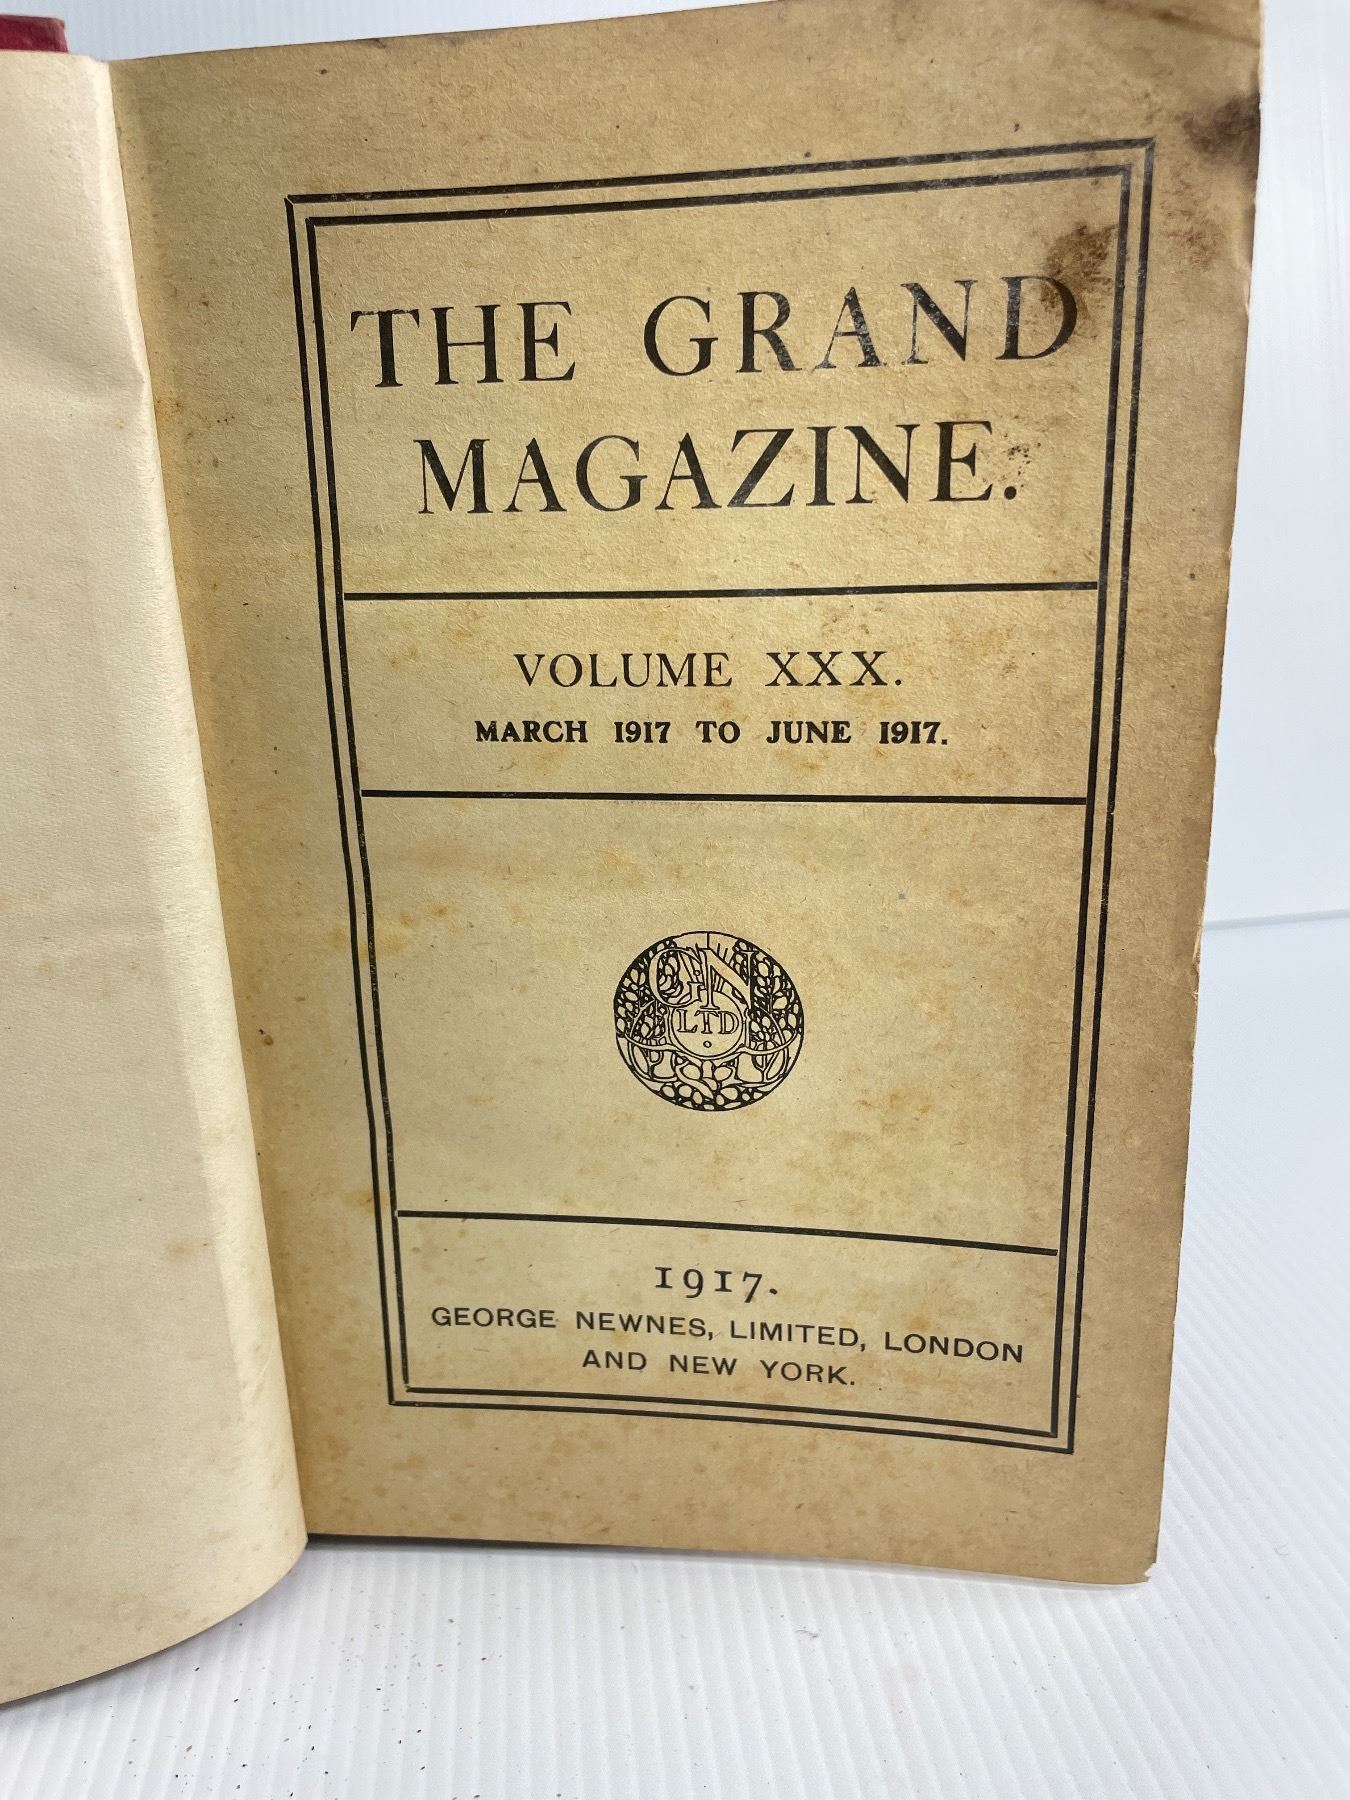 THE GRAND
MAGAZINE.
VOLUME XXX.
MARCH 1917 TO JUNE 1917.
GN
LTD
1917.
GEORGE NEWNES, LIMITED, LONDON
AND NEW YORK.